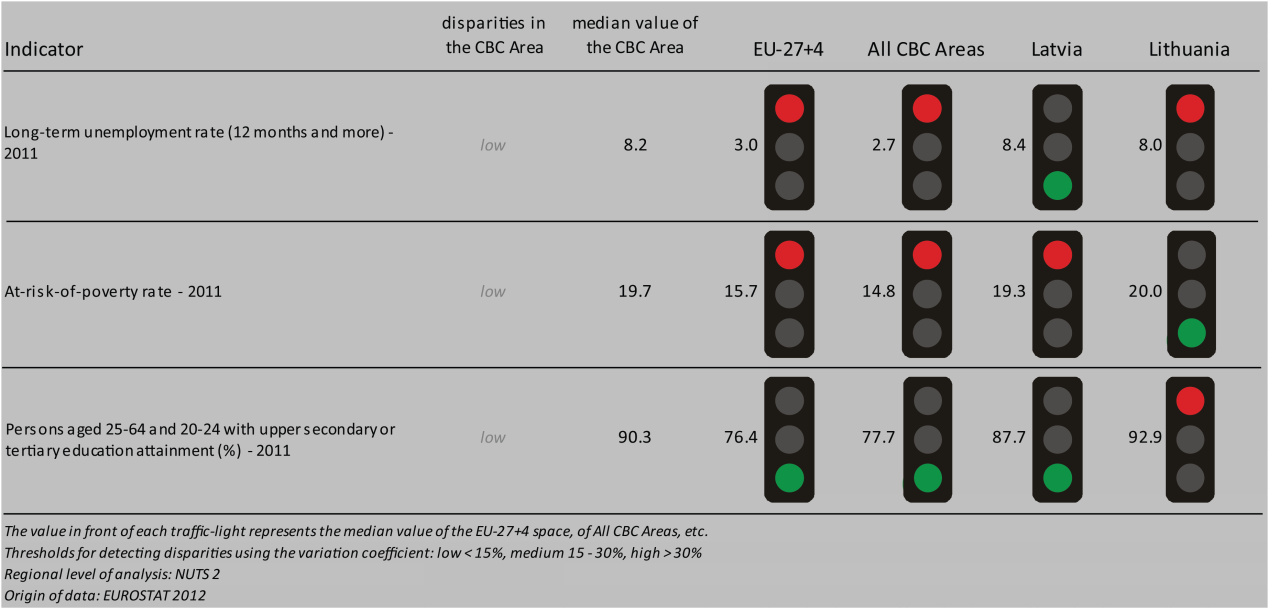 disparities in median value of
Indicator the CBC Area the CBC Area EU-27+4 All CBC Areas Latvia Lithuania
Long-term unemployment rate (12 months and more) -
2011
low 8.2 3.0 2.7 8.4 8.0
At-risk-of-poverty rate - 2011 low 19.7 15.7 14.8 19.3 20.0
Persons aged 25-64 and 20-24 with upper secondary or
tertiary education attainment (%) - 2011
low 90.3 76.4 77.7 87.7 92.9
The value in front of each traffic-light represents the median value of the EU-27+4 space, of All CBC Areas, etc.
Thresholds for detecting disparities using the variation coefficient: low < 15%, medium 15 - 30%, high > 30%
Regional level of analysis: NUTS 2
Origin of data: EUROSTAT 2012